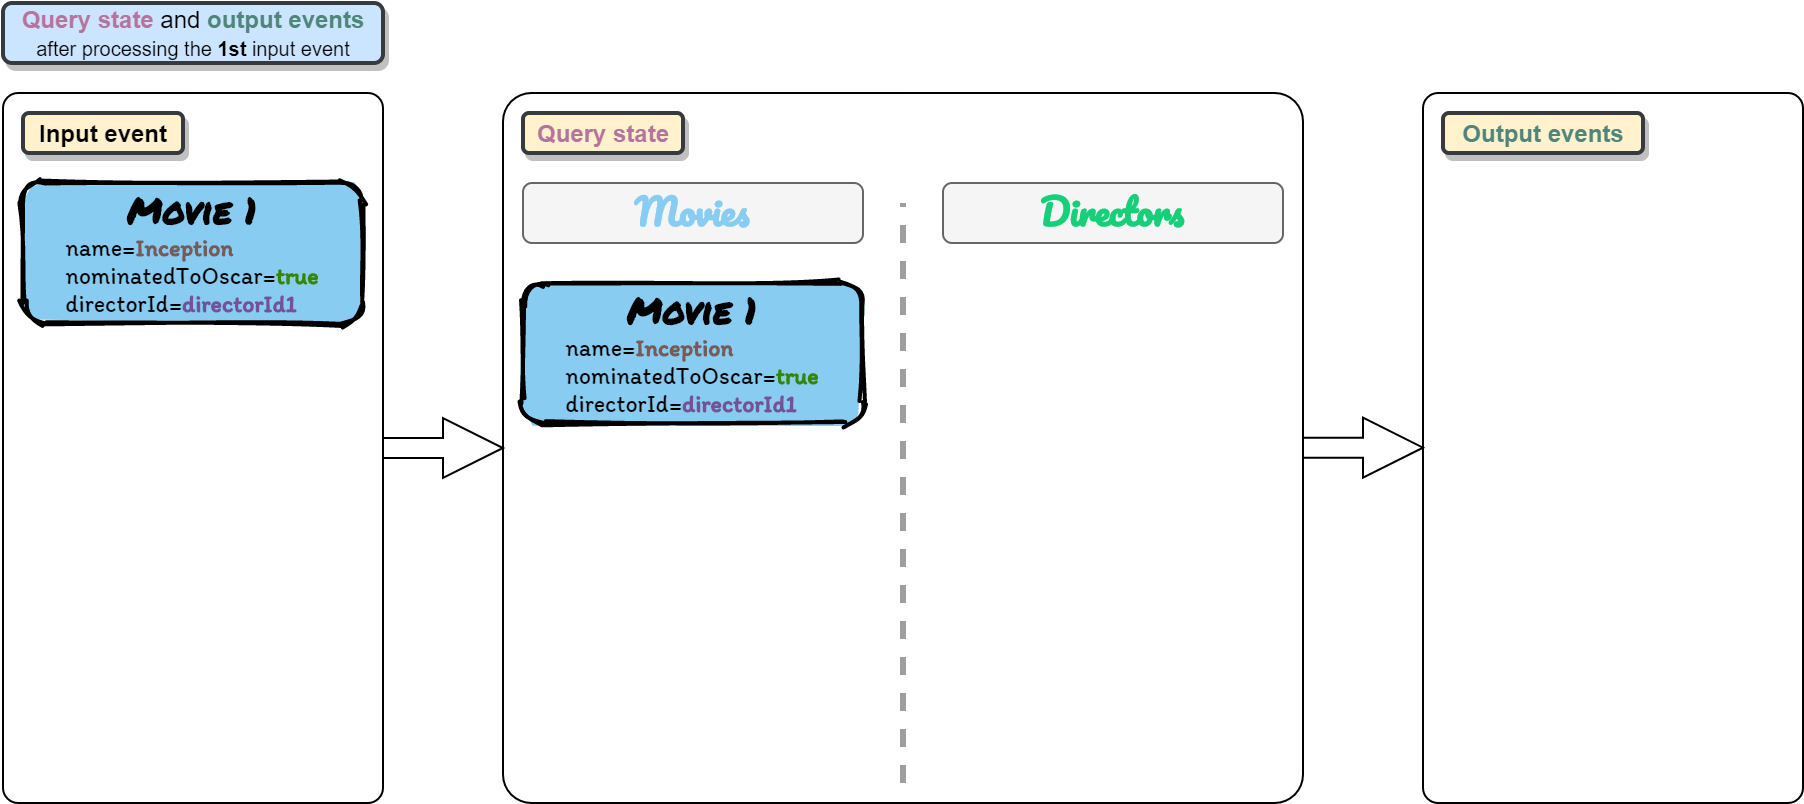 Query state and output events
after processing the 1st input event
Input event
Movie 1
name=Inception
nominatedToOscar=true
directorId=directorId1
Query state
Movies
Directors
Movie 1
name=Inception
nominatedToOscar=true
directorId=directorId1
Output events